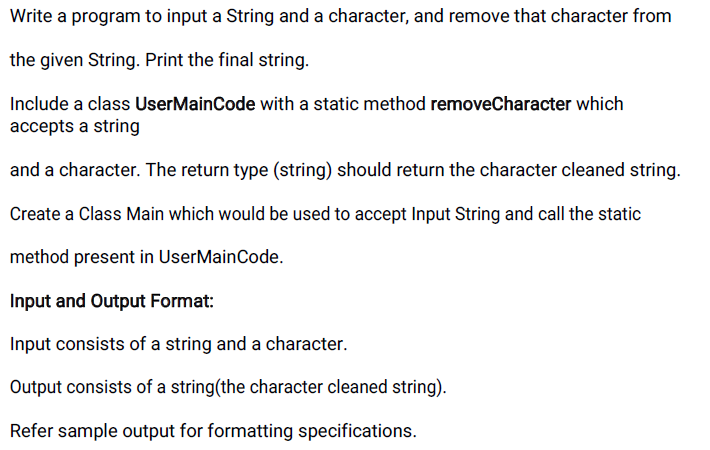 Write a program to input a String and a character, and remove that character from
the given String. Print the final string.
Include a class UserMainCode with a static method removeCharacter which
accepts a string
and a character. The return type (string) should return the character cleaned string.
Create a Class Main which would be used to accept Input String and call the static
method present in UserMainCode.
Input and Output Format:
Input consists of a string and a character.
Output consists of a string(the character cleaned string).
Refer sample output for formatting specifications.